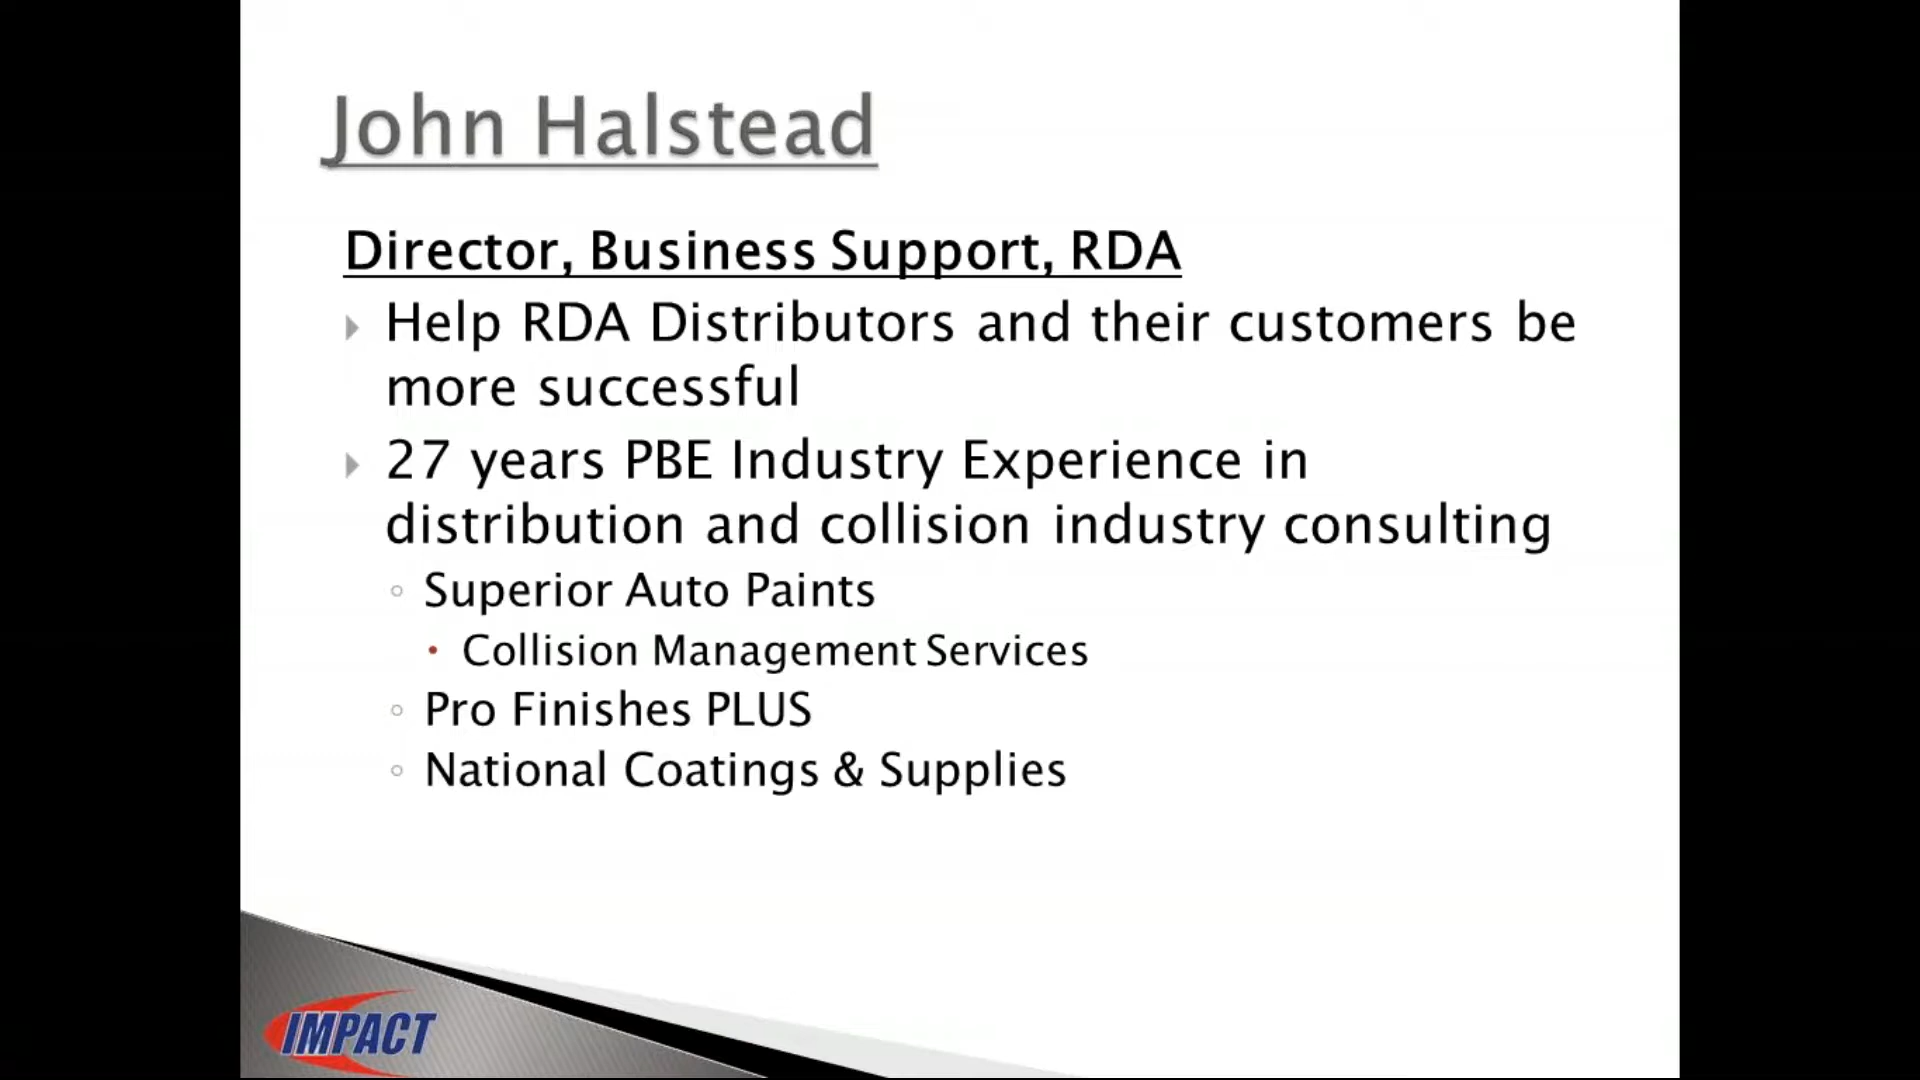 John Halstead
Director, Business Support, RDA
Help RDA Distributors and their customers be
more successful
27 years PBE Industry Experience in
distribution and collision industry consulting
Superior Auto Paints
Collision Management Services
Pro Finishes PLUS
National Coatings & Supplies
IMPACT